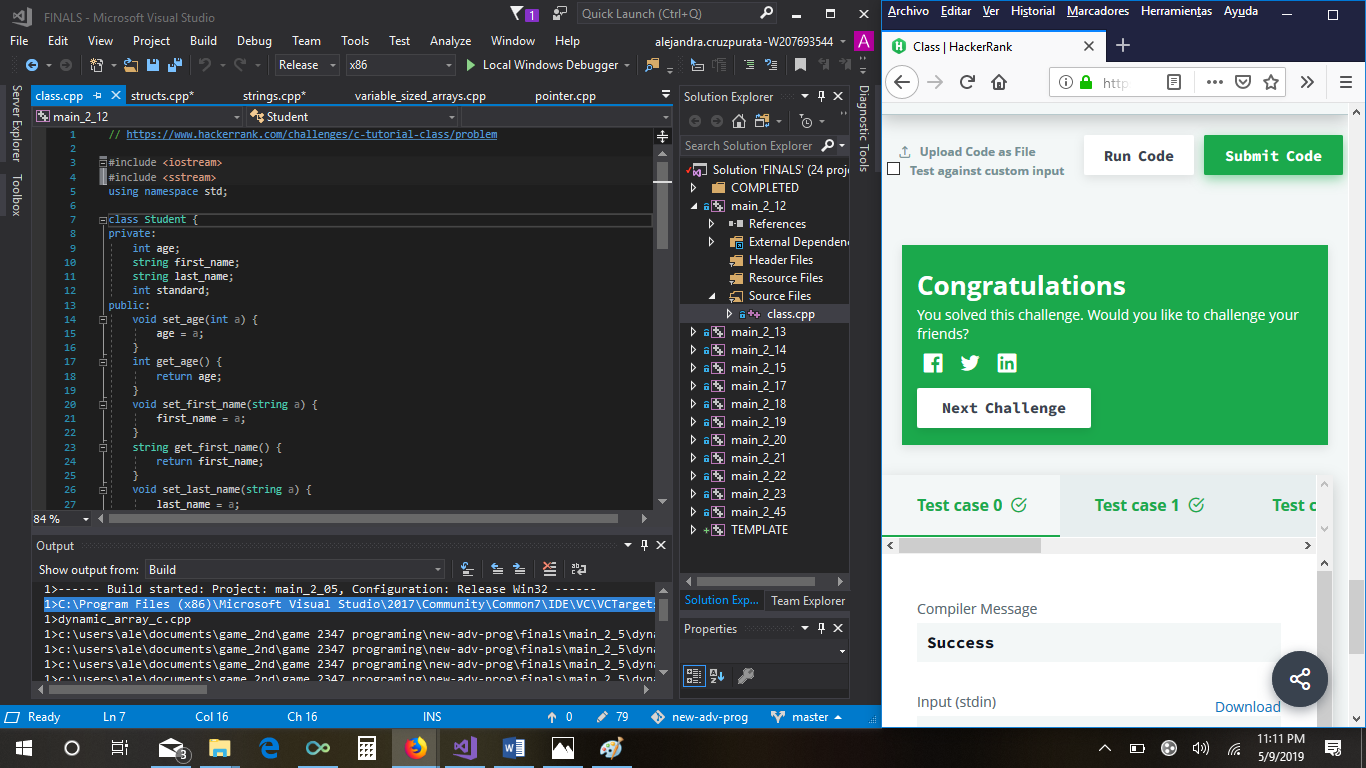 FINALS - Microsoft Visual Studio
1
Quick Launch (Ctrl+Q)
File Edit View Project Build Debug Team Tools Test Analyze Window Help
alejandra.cruzpurata-W207693544
A
Release x86 Local Windows Debugger
Server Explorer
Toolbox
class.cpp structs.cpp* strings.cpp* variable_sized_arrays.cpp pointer.cpp
main_2_12 Student
1 // https://www.hackerrank.com/challenges/c-tutorial-class/problem
2
3 #include <iostream>
4 #include <sstream>
5 using namespace std;
6
7 class Student {
8 private:
9 int age;
10 string first_name;
11 string last_name;
12 int standard;
13 public:
14 void set_age(int a) {
15 age = a;
16 }
17 int get_age() {
18 return age;
19 }
20 void set_first_name(string a) {
21 first_name = a;
22 }
23 string get_first_name() {
24 return first_name;
25 }
26 void set_last_name(string a) {
27 last_name = a;
84 %
Output
Show output from: Build
1>------ Build started: Project: main_2_05, Configuration: Release Win32 ------
1>C:\Program Files (x86)\Microsoft Visual Studio\2017\Community\Common7\IDE\VC\VCTargets
1>dynamic_array_c.cpp
1>c:\users\ale\documents\game_2nd\game 2347 programing\new-adv-prog\finals\main_2_5\dyna
1>c:\users\ale\documents\game_2nd\game 2347 programing\new-adv-prog\finals\main_2_5\dyna
1>c:\users\ale\documents\game_2nd\game 2347 programing\new-adv-prog\finals\main_2_5\dyna
1>c:\users\ale\documents\game_2nd\game 2347 programing\new-adv-prog\finals\main_2_5\dyna
Solution Explorer
Search Solution Explorer
Solution 'FINALS' (24 proje
COMPLETED
main_2_12
References
External Dependen
Header Files
Resource Files
Source Files
class.cpp
main_2_13
main_2_14
main_2_15
main_2_17
main_2_18
main_2_19
main_2_20
main_2_21
main_2_22
main_2_23
main_2_45
TEMPLATE
Solution Exp... Team Explorer
Properties
Diagnostic Tools
Ready Ln 7 Col 16 Ch 16 INS 0 79 new-adv-prog master
Archivo Editar Ver Historial Marcadores Herramientas Ayuda
Class | HackerRank
http
Upload Code as File
Test against custom input
Run Code
Submit Code
Congratulations
You solved this challenge. Would you like to challenge your
friends?
Next Challenge
Test case 0 Test case 1 Test c
Compiler Message
Success
Input (stdin)
Download
3
11:11 PM
5/9/2019